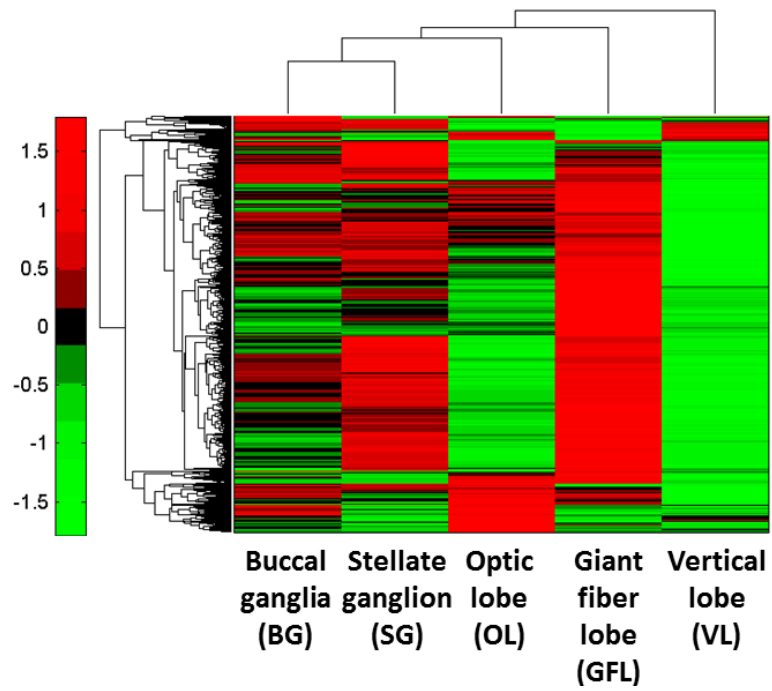 1.5
1
0.5
0
-0.5
-1
-1.5
Buccal ganglia (BG)
Stellate ganglion (SG)
Optic lobe (OL)
Giant fiber lobe (GFL)
Vertical lobe (VL)